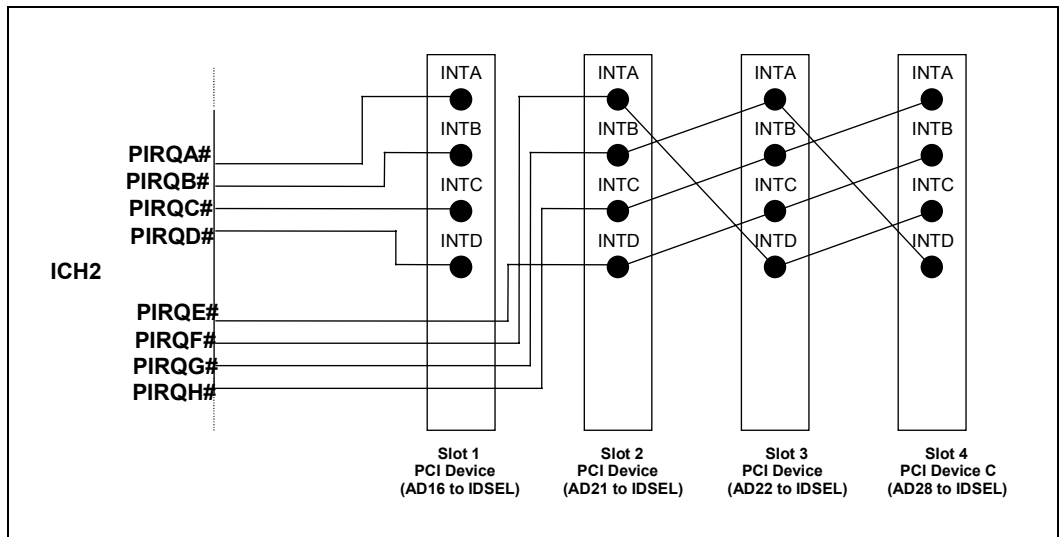 INTA
INTA
INTA
INTA
INTB
INTB
INTB
INTB
PIRQA#
PIRQB#
INTC
INTC
INTC
INTC
PIRQC#
PIRQD#
INTD
INTD
INTD
INTD
ICH2
PIRQE#
PIRQF#
PIRQG#
PIRQH#
Slot 1
PCI Device
(AD16 to IDSEL)
Slot 2
PCI Device
(AD21 to IDSEL)
Slot 3
PCI Device
(AD22 to IDSEL)
Slot 4
PCI Device C
(AD28 to IDSEL)